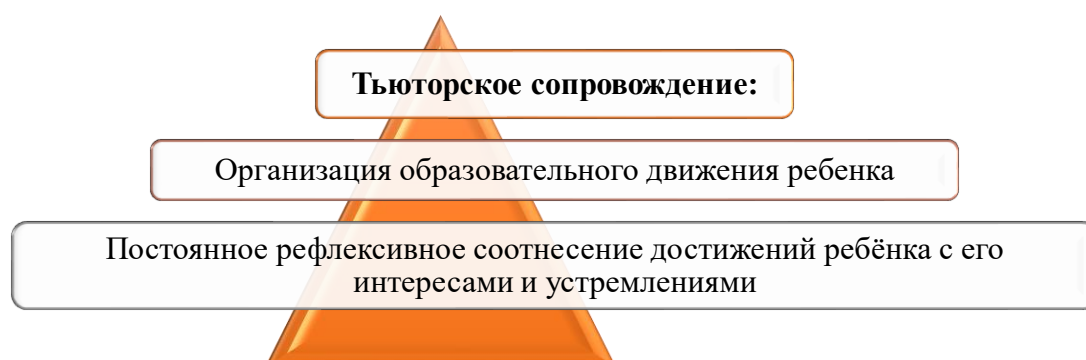 Тьюторское сопровождение:
Организация образовательного движения ребенка
Постоянное рефлексивное соотнесение достижений ребёнка с его
интересами и устремлениями